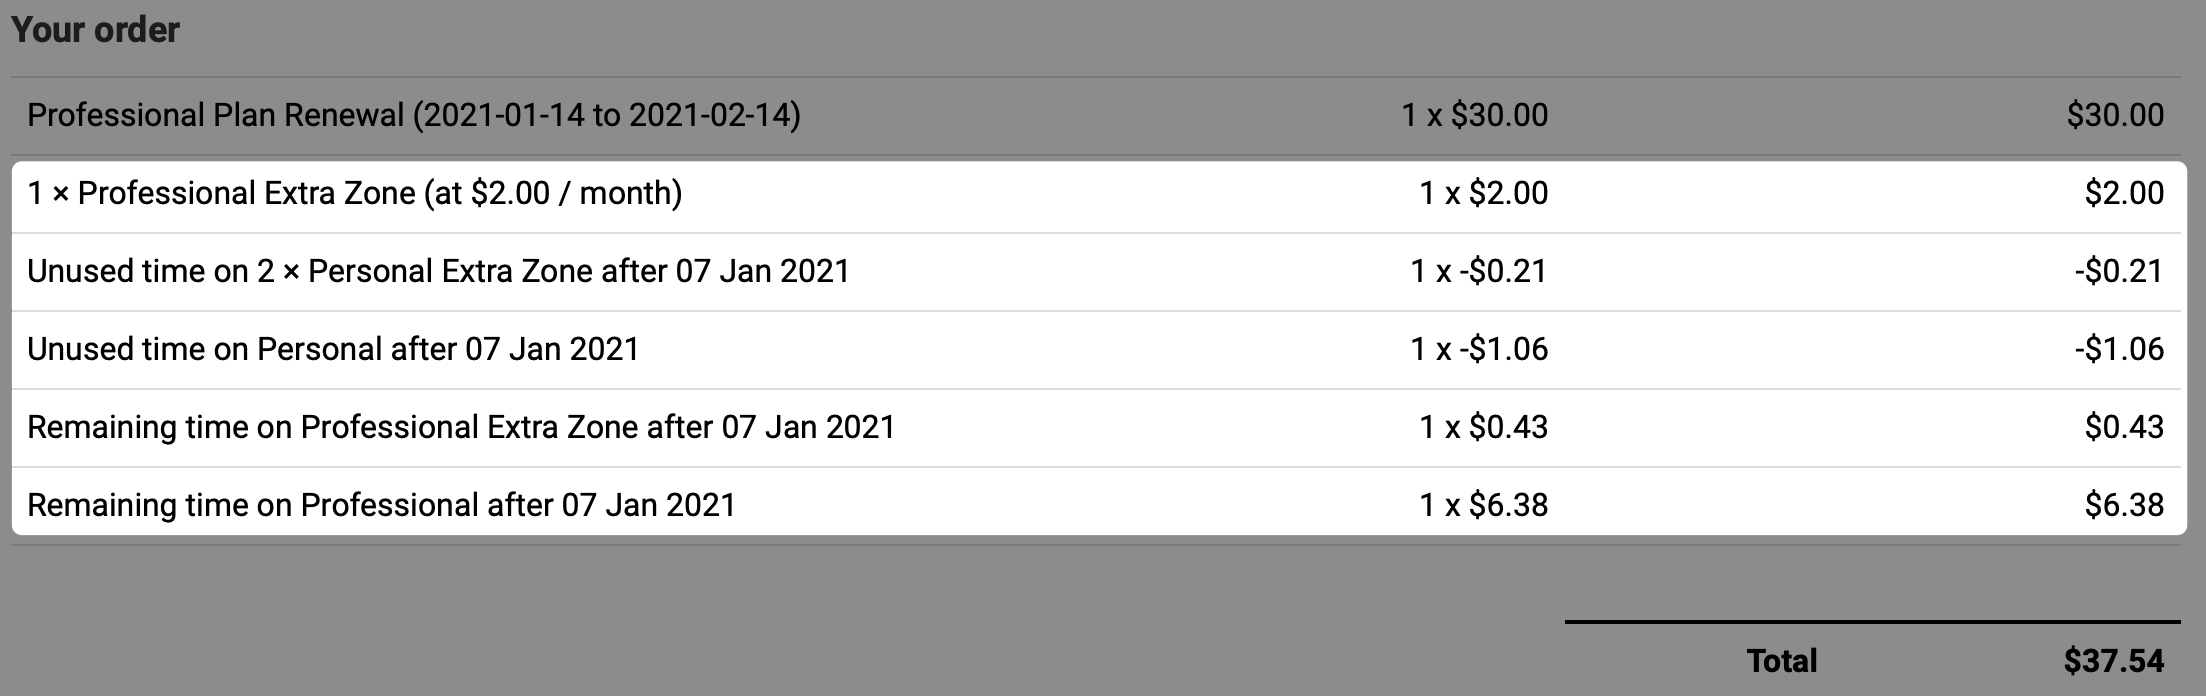 Your order
Professional Plan Renewal (2021-01-14 to 2021-02-14) 1 x $30.00 $30.00
1 × Professional Extra Zone (at $2.00 / month) 1 x $2.00 $2.00
Unused time on 2 × Personal Extra Zone after 07 Jan 2021 1 x -$0.21 -$0.21
Unused time on Personal after 07 Jan 2021 1 x -$1.06 -$1.06
Remaining time on Professional Extra Zone after 07 Jan 2021 1 x $0.43 $0.43
Remaining time on Professional after 07 Jan 2021 1 x $6.38 $6.38
Total $37.54